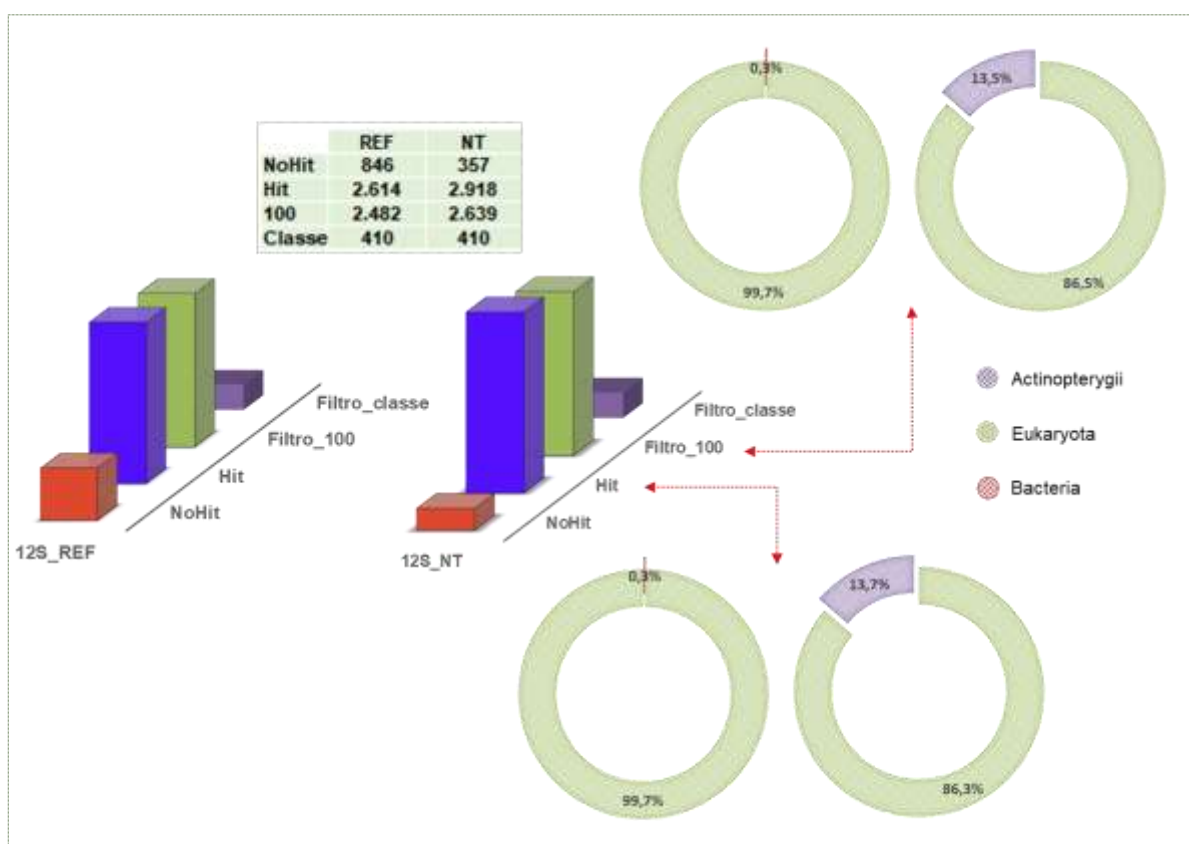 0,3%
99,7%
13,5%
86,5%
REF NT
NoHit 846 357
Hit 2.614 2.918
100 2.482 2.639
Classe 410 410
Filtro_classe
Filtro_100
Hit
NoHit
12S_REF
Filtro_classe
Filtro_100
Hit
NoHit
12S_NT
Actinopterygii
Eukaryota
Bacteria
0,3%
99,7%
13,7%
86,3%